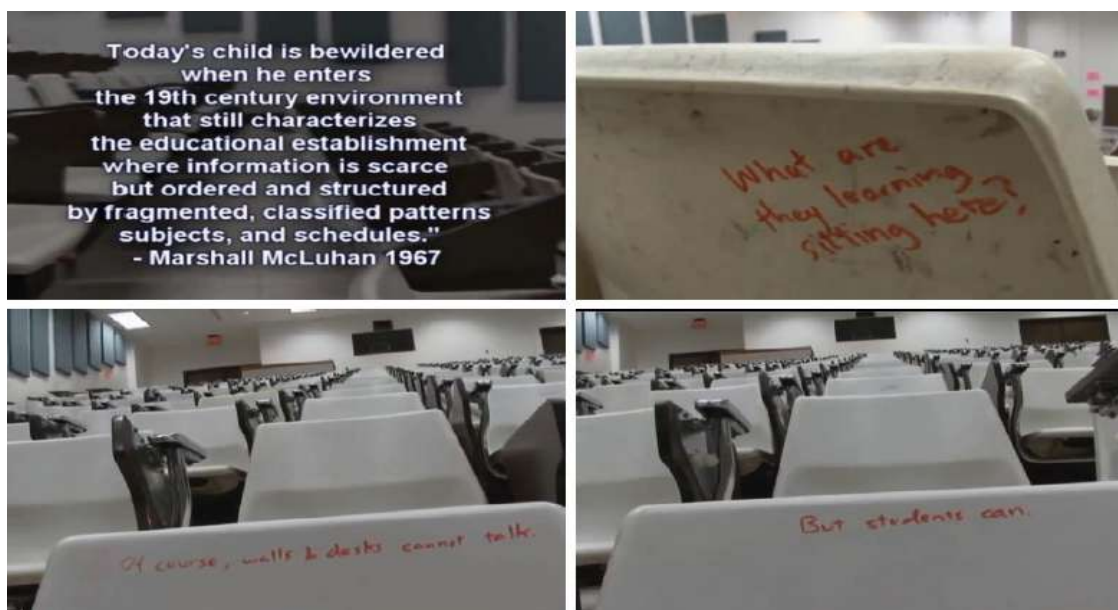 Today's child is bewildered
when he enters
the 19th century environment
that still characterizes
the educational establishment
where information is scarce
but ordered and structured
by fragmented, classified patterns
subjects, and schedules."
- Marshall McLuhan 1967
What are
they learning
sitting here?
Of course, walls & desks cannot talk.
But students can.